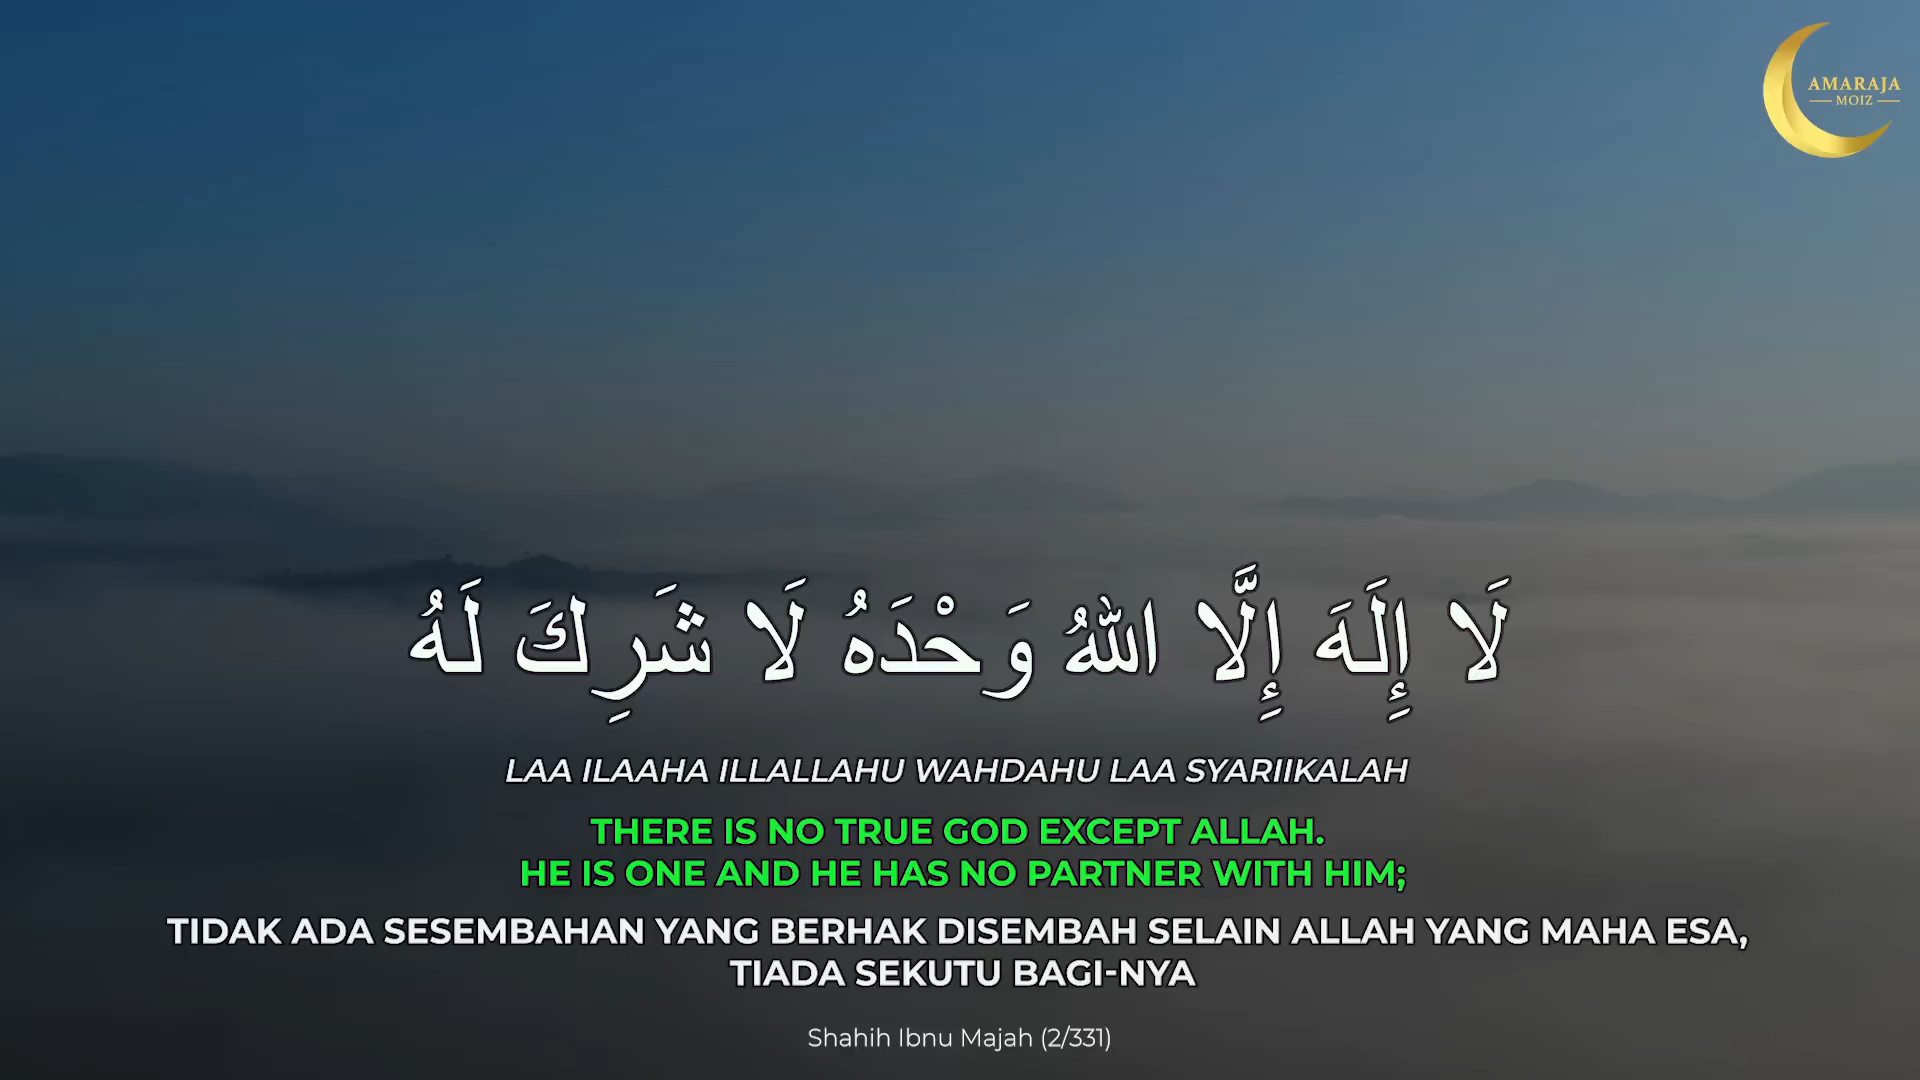 AMARAJA
MOIZ
لَا إِلَهَ إِلَّا اللهُ وَحْدَهُ لَا شَرِكَ لَهُ
LAA ILAAHA ILLALLAHU WAHDAHU LAA SYARIIKALAH
THERE IS NO TRUE GOD EXCEPT ALLAH.
HE IS ONE AND HE HAS NO PARTNER WITH HIM;
TIDAK ADA SESEMBAHAN YANG BERHAK DISEMBAH SELAIN ALLAH YANG MAHA ESA,
TIADA SEKUTU BAGI-NYA
Shahih Ibnu Majah (2/331)